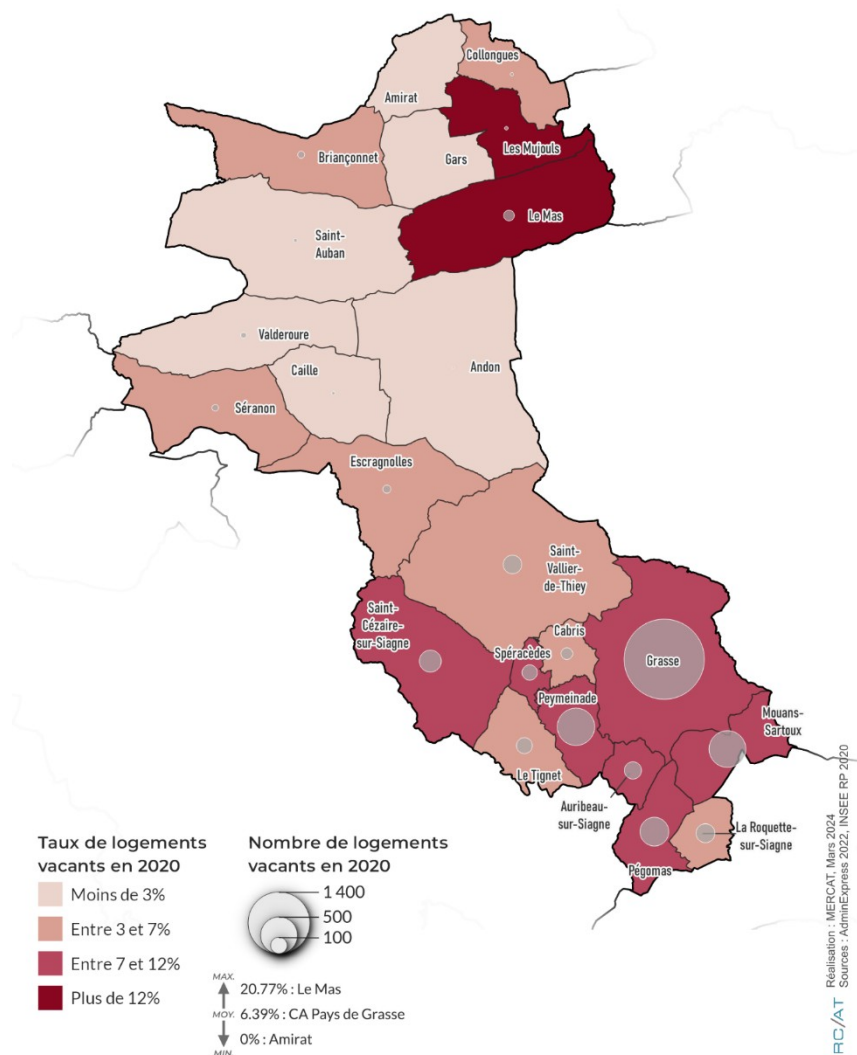 Collongues
Amirat
Les Mujouls
Briançonnet
Gars
Le Mas
Saint-
Auban
Valderoure
Caille
Andon
Séranon
Escragnolles
Saint-
Vallier-
de-Thiey
Saint-
Cézaire-
sur-Siagne
Cabris
Spéracèdes
Grasse
Peymeinade
Mouans-
Sartoux
Le Tignet
Auribeau-
sur-Siagne
La Roquette-
sur-Siagne
Pégomas
Taux de logements
vacants en 2020
Moins de 3%
Entre 3 et 7%
Entre 7 et 12%
Plus de 12%
Nombre de logements
vacants en 2020
1 400
500
100
MAX.
20.77% : Le Mas
MOY.
6.39% : CA Pays de Grasse
0% : Amirat
MIN.
RC/AT
Réalisation : MERCAT, Mars 2024
Sources : AdminExpress 2022, INSEE RP 2020